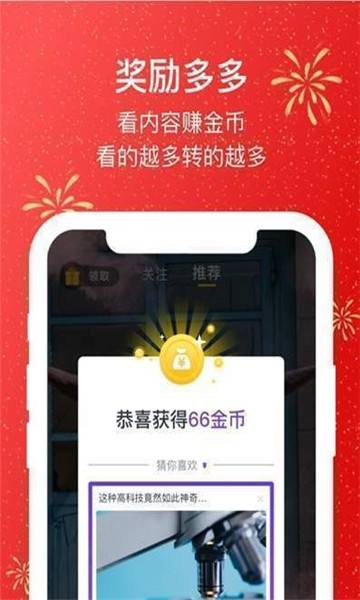 奖励多多
看内容赚金币
看的越多转的越多
领取 关注 推荐
恭喜获得66金币
猜你喜欢
这种高科技竟然如此神奇...